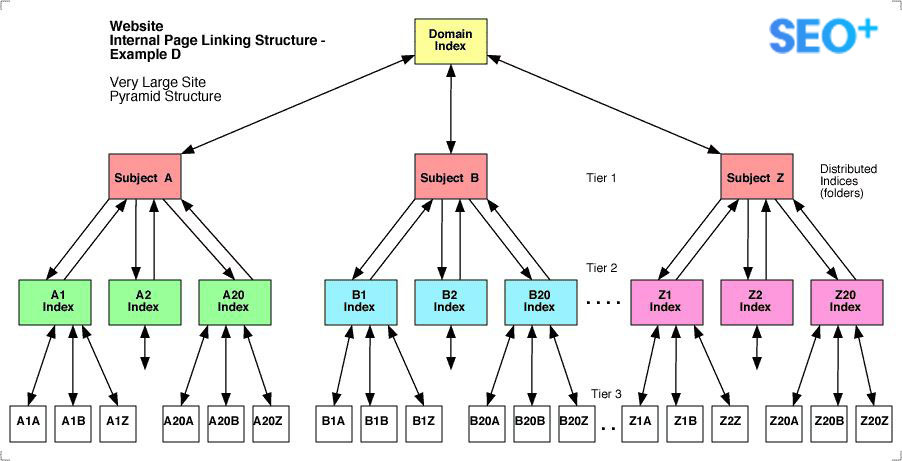 Website
Internal Page Linking Structure -
Example D
Very Large Site
Pyramid Structure
SEO+
Domain
Index
Subject A
Subject B
Tier 1
Subject Z
Distributed
Indices
(folders)
Tier 2
A1
Index
A2
Index
A20
Index
B1
Index
B2
Index
B20
Index
. . . .
Z1
Index
Z2
Index
Z20
Index
Tier 3
A1A
A1B
A1Z
A20A
A20B
A20Z
B1A
B1B
B1Z
B20A
B20B
B20Z
. .
Z1A
Z1B
Z2Z
Z20A
Z20B
Z20Z